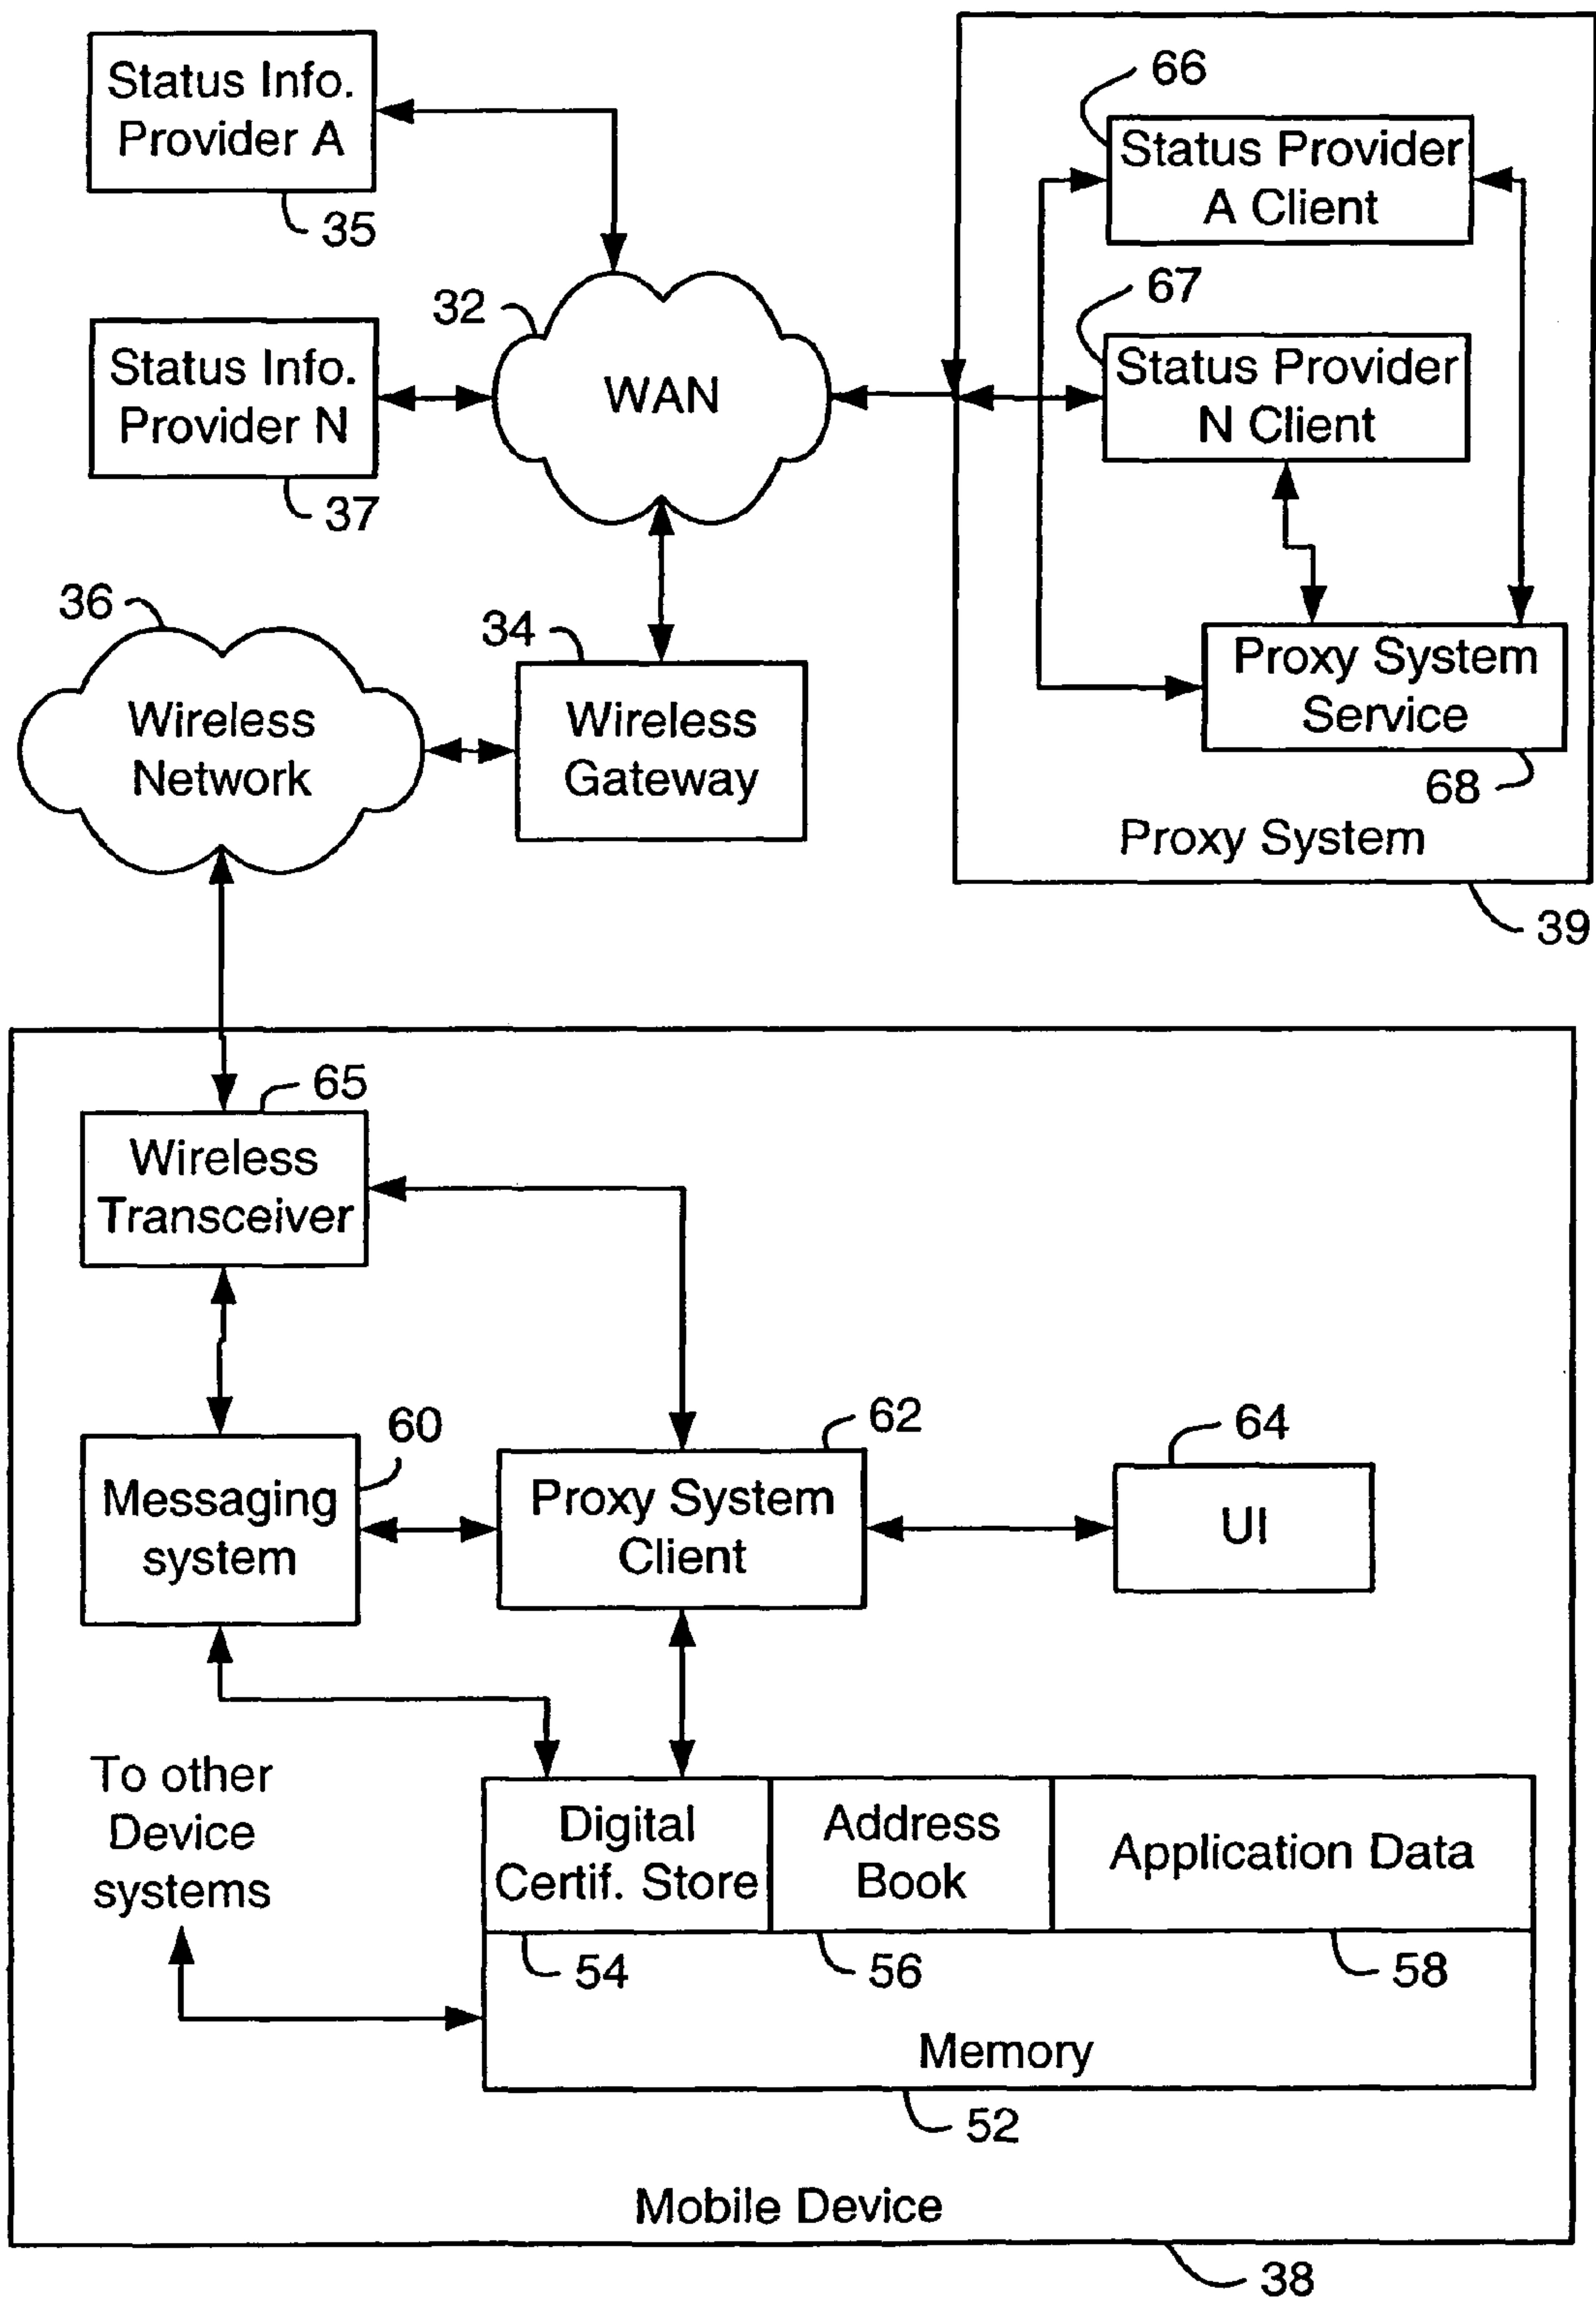 Status Info.
Provider A
35
66
Status Provider
A Client
32
67
Status Info.
Provider N
37
WAN
Status Provider
N Client
36
34
Wireless
Network
Wireless
Gateway
Proxy System
Service
68
Proxy System
39
65
Wireless
Transceiver
60
62
64
Messaging
system
Proxy System
Client
UI
To other
Device
systems
Digital
Certif. Store
Address
Book
Application Data
54
56
58
Memory
52
Mobile Device
38